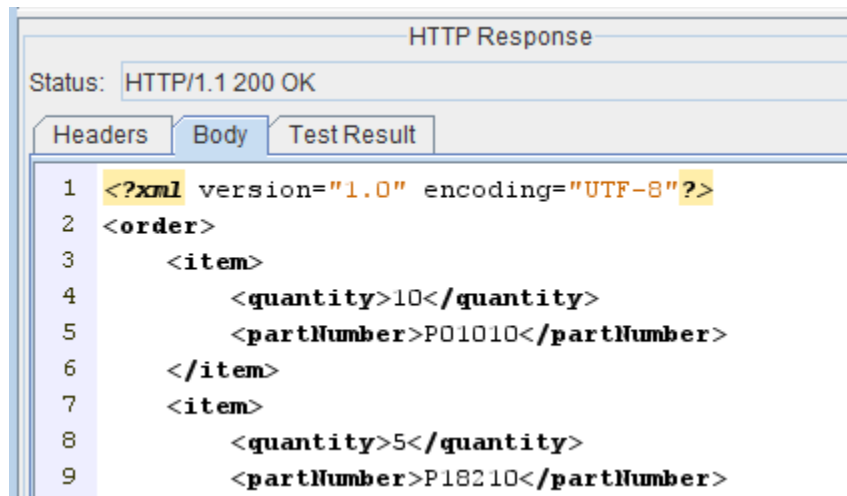 HTTP Response
Status: HTTP/1.1 200 OK
Headers Body Test Result
1 <?xml version="1.0" encoding="UTF-8"?>
2 <order>
3 <item>
4 <quantity>10</quantity>
5 <partNumber>P01010</partNumber>
6 </item>
7 <item>
8 <quantity>5</quantity>
9 <partNumber>P18210</partNumber>